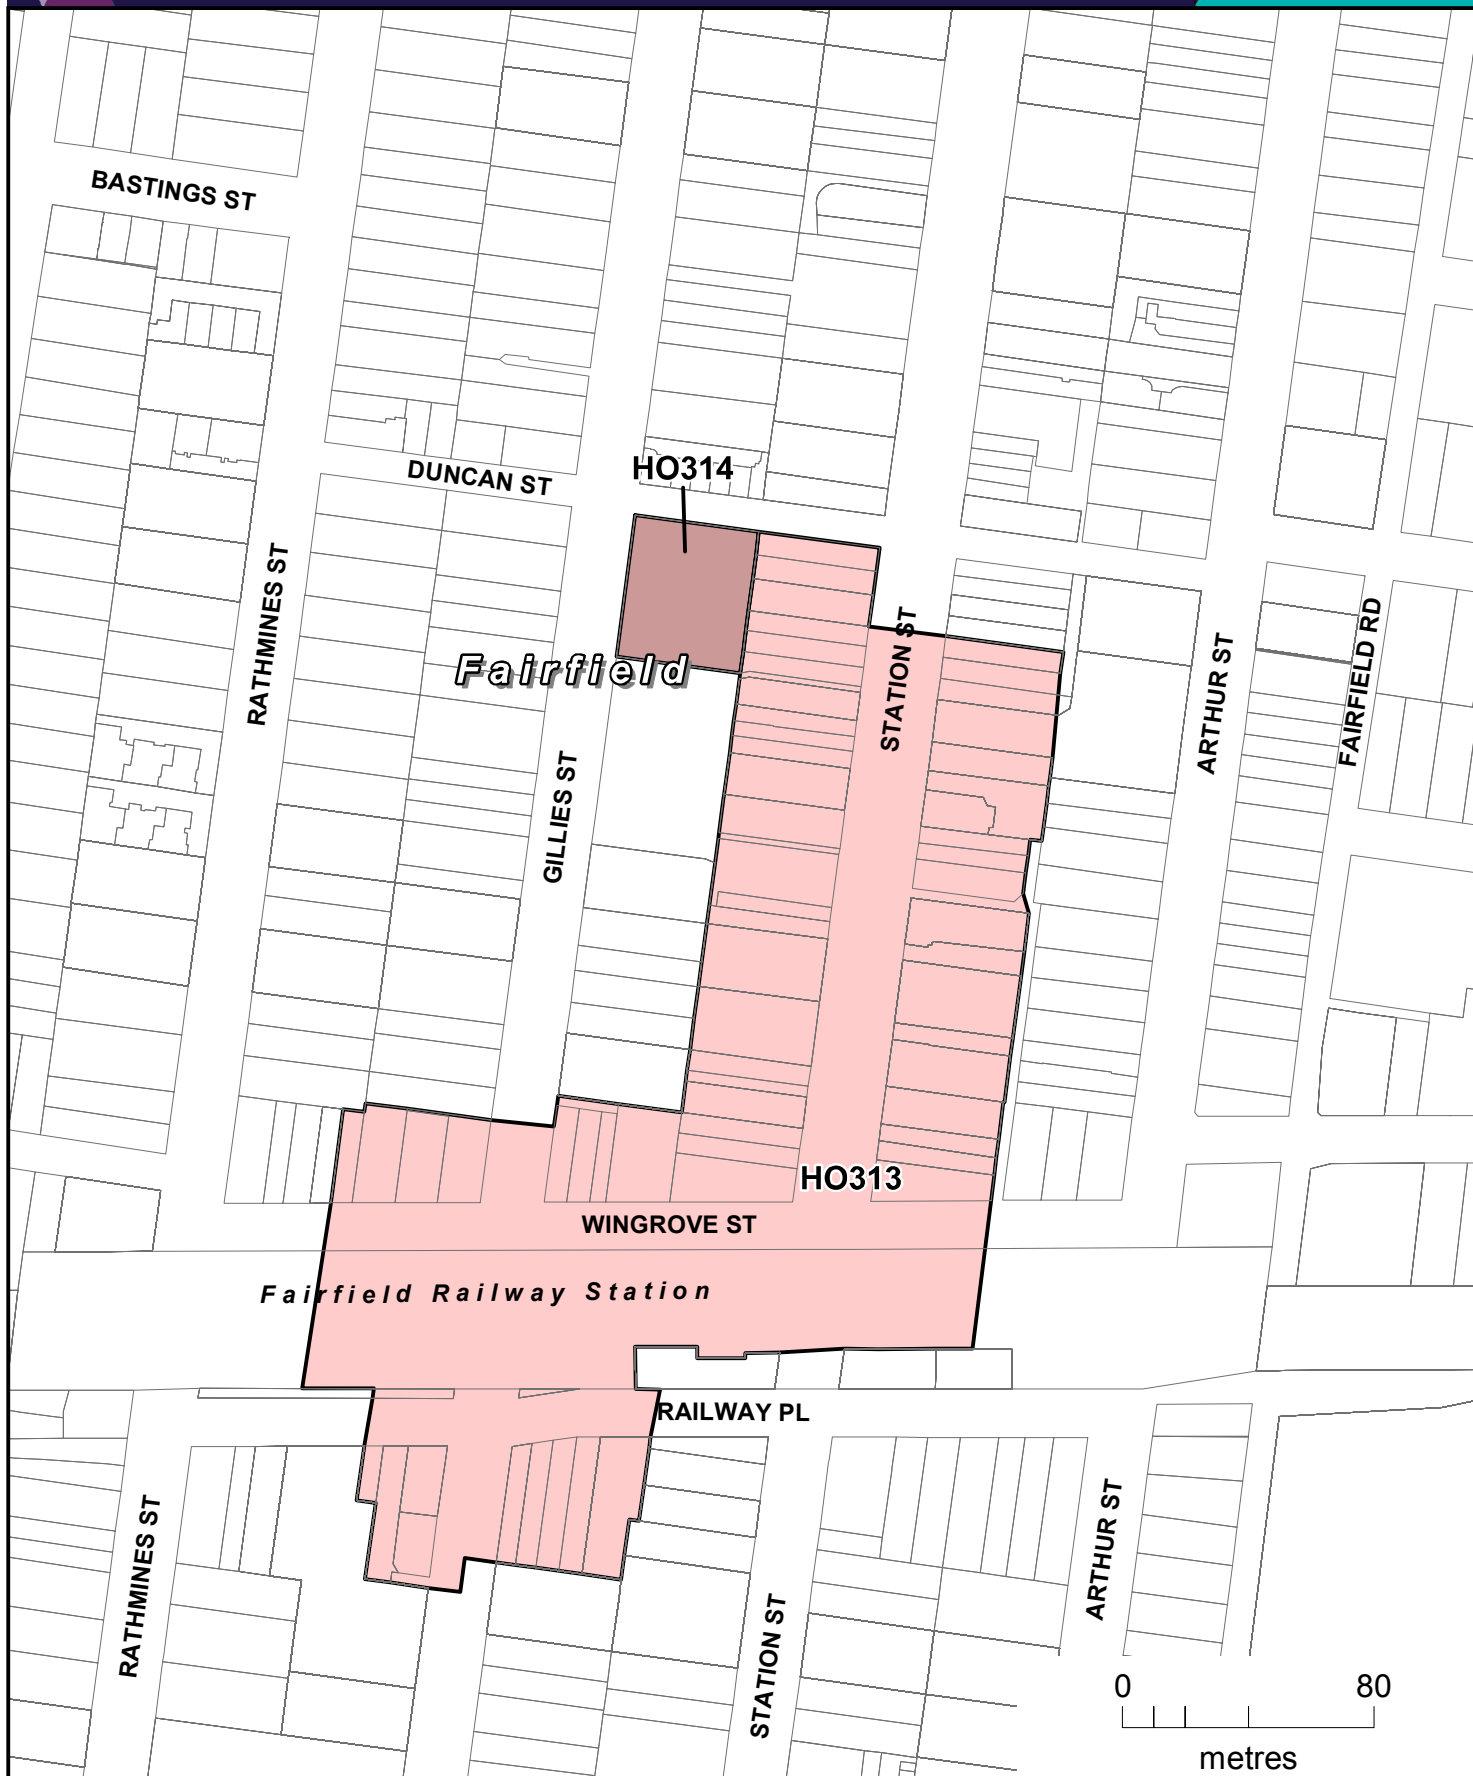 BASTINGS ST
HO314
DUNCAN ST
RATHMINES ST
Fairfield
STATION ST
ARTHUR ST
FAIRFIELD RD
GILLIES ST
HO313
WINGROVE ST
Fairfield Railway Station
RAILWAY PL
RATHMINES ST
STATION ST
ARTHUR ST
0 80
metres